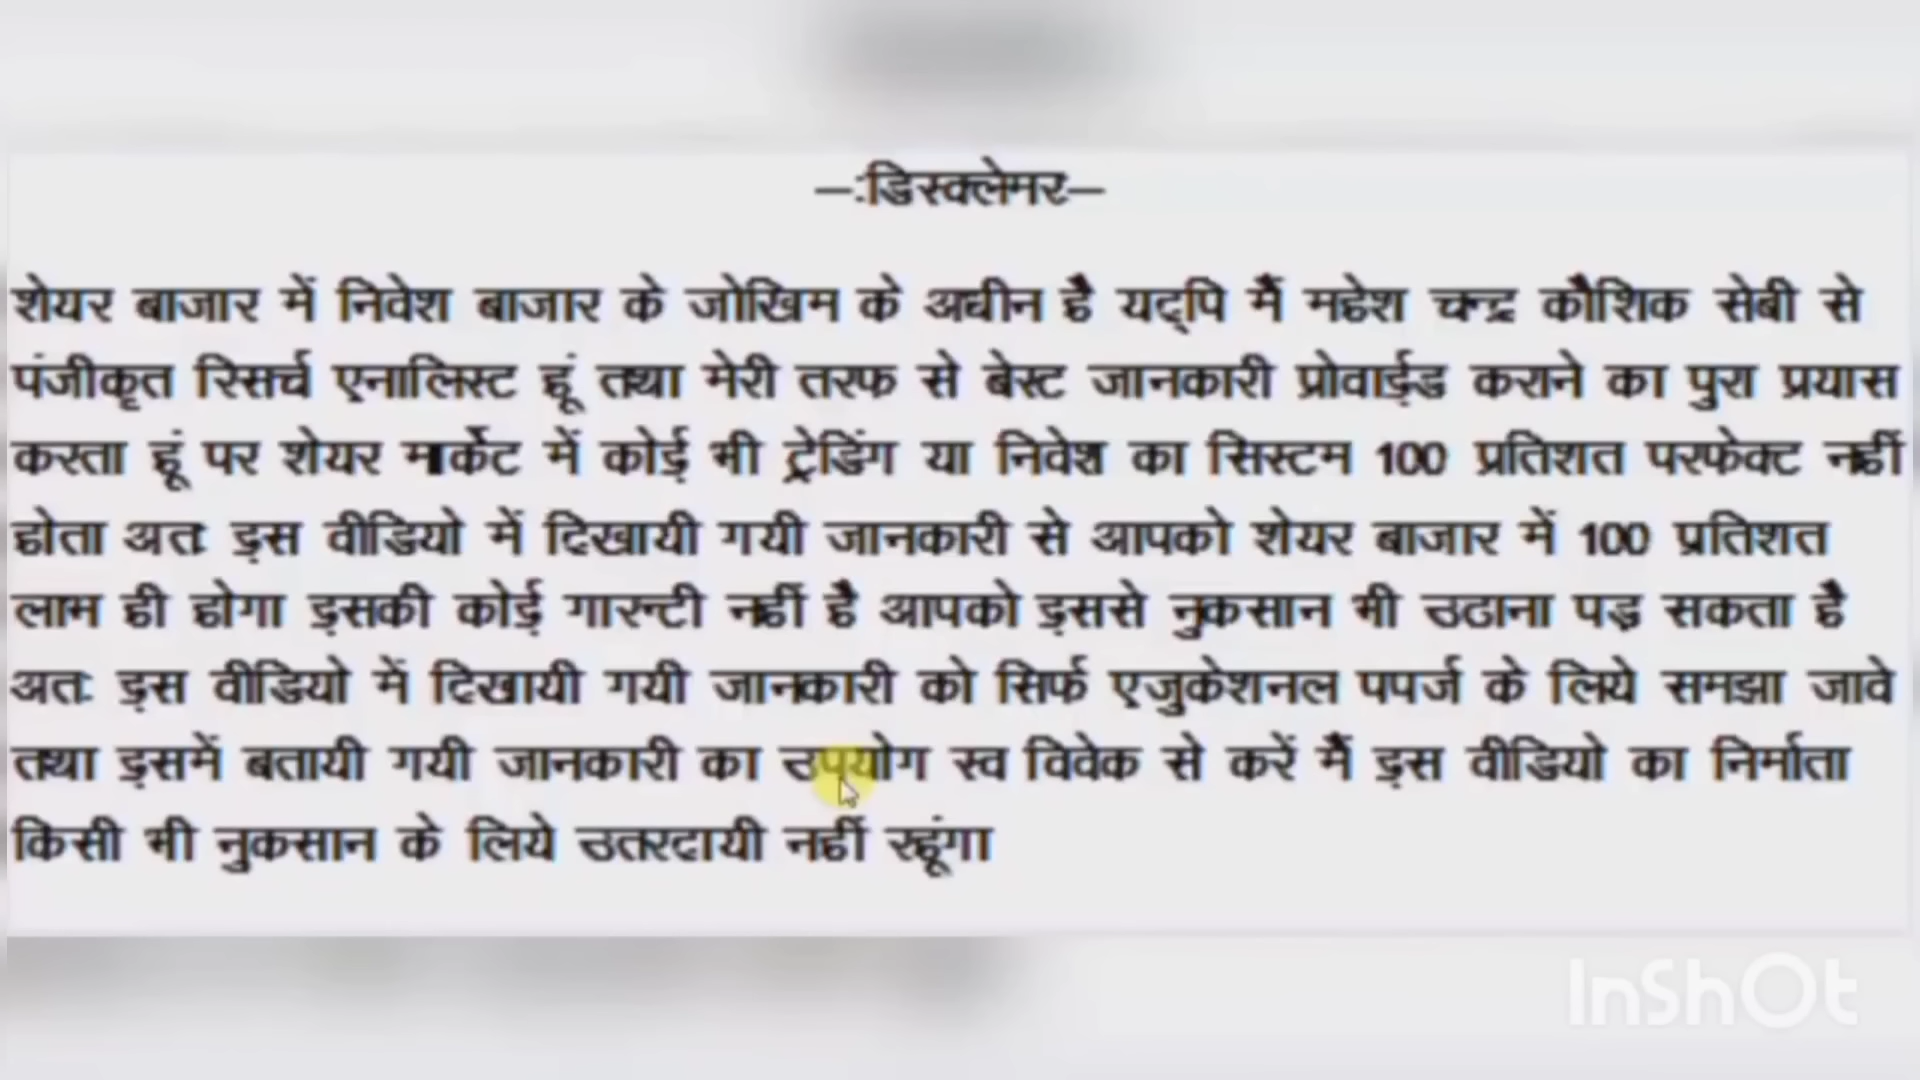 —:डिस्क्लेमर—
शेयर बाजार में निवेश बाजार के जोखिम के अधीन है यद्पि मैं महेश चन्द्र कौशिक सेबी से
पंजीकृत रिसर्च एनालिस्ट हूं तथा मेरी तरफ से बेस्ट जानकारी प्रोवाईड कराने का पुरा प्रयास
करता हूं पर शेयर मार्केट में कोई भी ट्रेडिंग या निवेश का सिस्टम 100 प्रतिशत परफेक्ट नहीं
होता अतः इस वीडियो में दिखायी गयी जानकारी से आपको शेयर बाजार में 100 प्रतिशत
लाभ ही होगा इसकी कोई गारन्टी नहीं है आपको इससे नुकसान भी उठाना पड़ सकता है
अतः इस वीडियो में दिखायी गयी जानकारी को सिर्फ एजुकेशनल पपर्ज के लिये समझा जावे
तथा इसमें बतायी गयी जानकारी का उपयोग स्व विवेक से करें मैं इस वीडियो का निर्माता
किसी भी नुकसान के लिये उतरदायी नहीं रहूंगा
InShOt